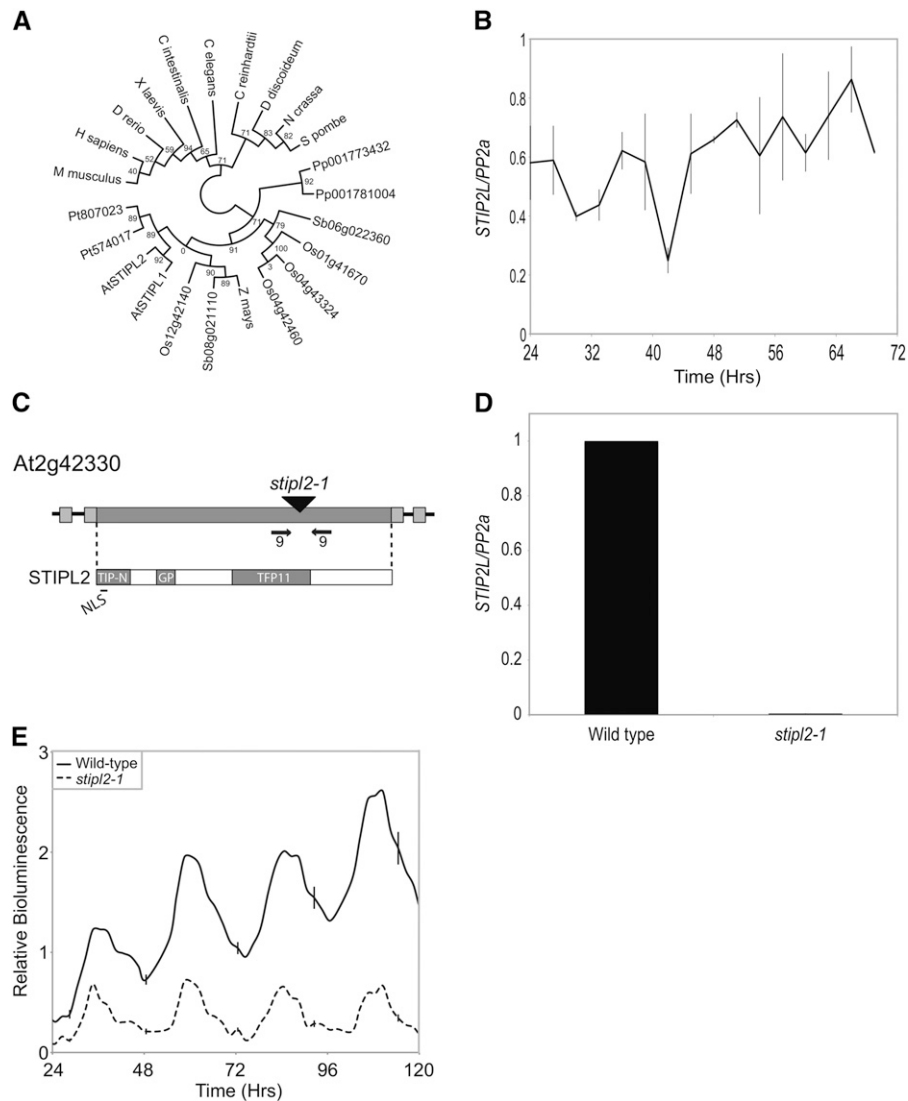 A
M musculus
H sapiens
D rerio
X laevis
C intestinalis
C elegans
C reinhardtii
D discoideum
N crassa
S pombe
Pp001773432
Pp001781004
Sb06g022360
Os01g41670
Os04g43324
Os04g42460
Z mays
Sb08g021110
Os12g42140
AtSTIPL1
AtSTIPL2
Pt574017
Pt807023
40
52
59
94
65
71
71
83
82
92
71
79
100
3
91
90
89
0
92
89
89
B
STIP2L/PP2a
1
0.8
0.6
0.4
0.2
0
24
32
40
48
56
64
72
Time (Hrs)
C
At2g42330
stipl2-1
9
9
STIPL2
TIP-N
GP
TFP11
NLS
D
STIP2L/PP2a
1
0.8
0.6
0.4
0.2
0
Wild type
stipl2-1
E
Wild-type
stipl2-1
Relative Bioluminescence
3
2
1
0
24
48
72
96
120
Time (Hrs)